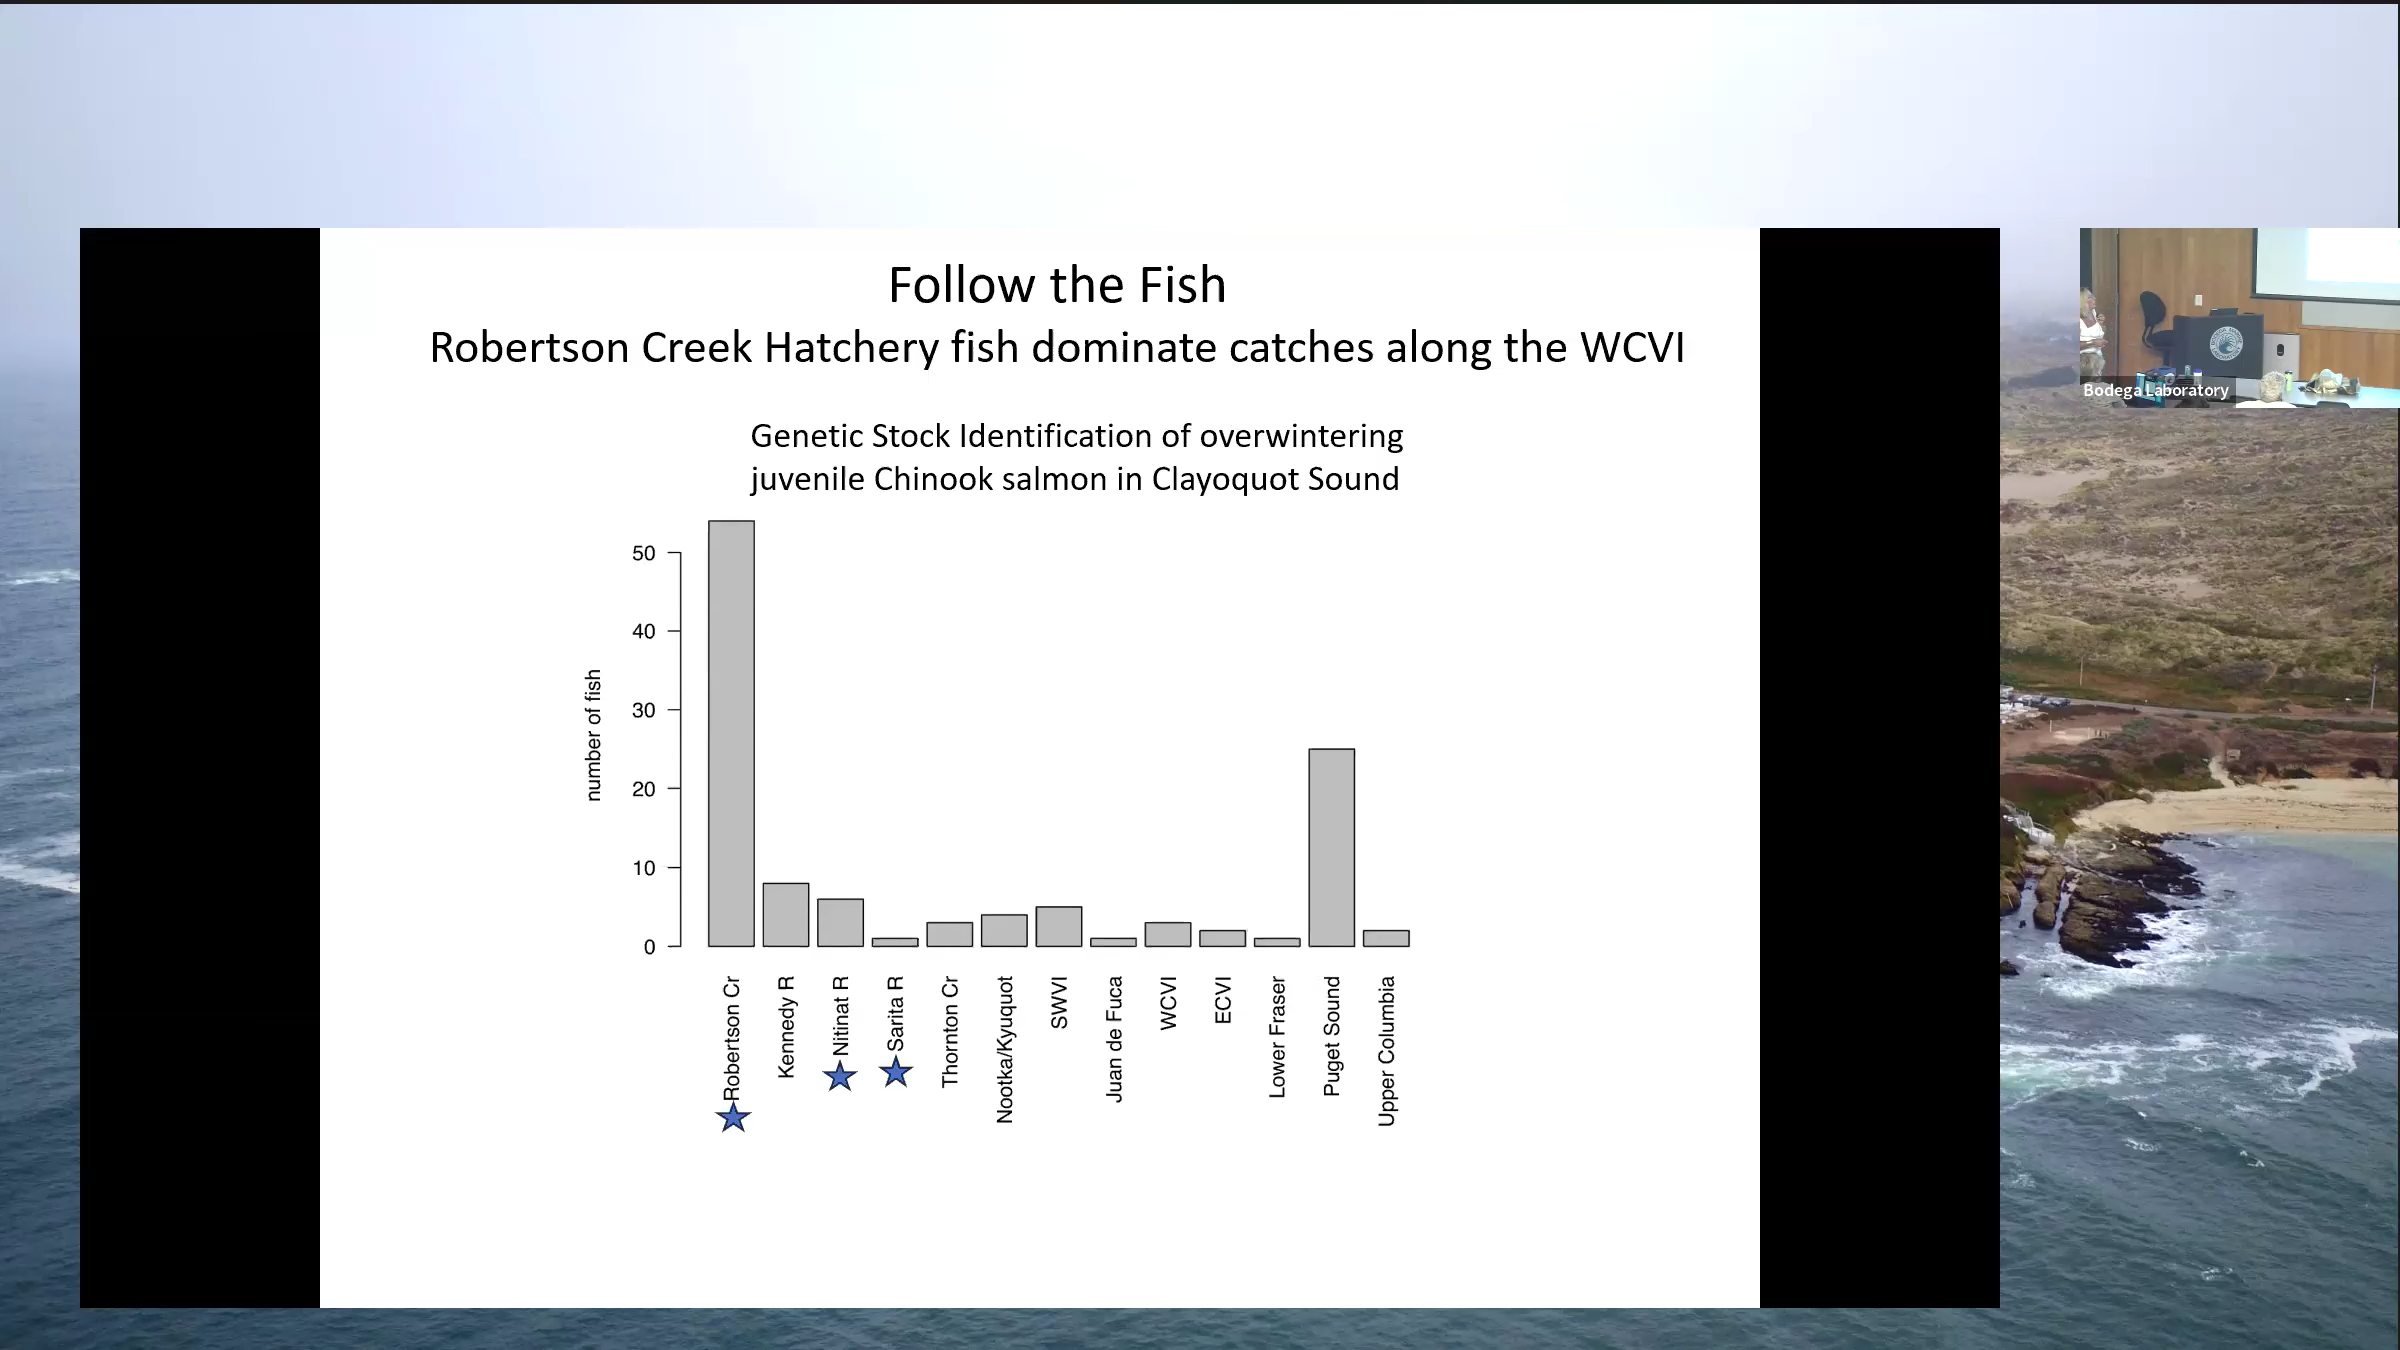 Follow the Fish
Robertson Creek Hatchery fish dominate catches along the WCVI
Bodega Laboratory
Genetic Stock Identification of overwintering
juvenile Chinook salmon in Clayoquot Sound
number of fish
50
40
30
20
10
0
Robertson Cr
Kennedy R
Nitinat R
Sarita R
Thornton Cr
Nootka/Kyuquot
SWVI
Juan de Fuca
WCVI
ECVI
Lower Fraser
Puget Sound
Upper Columbia